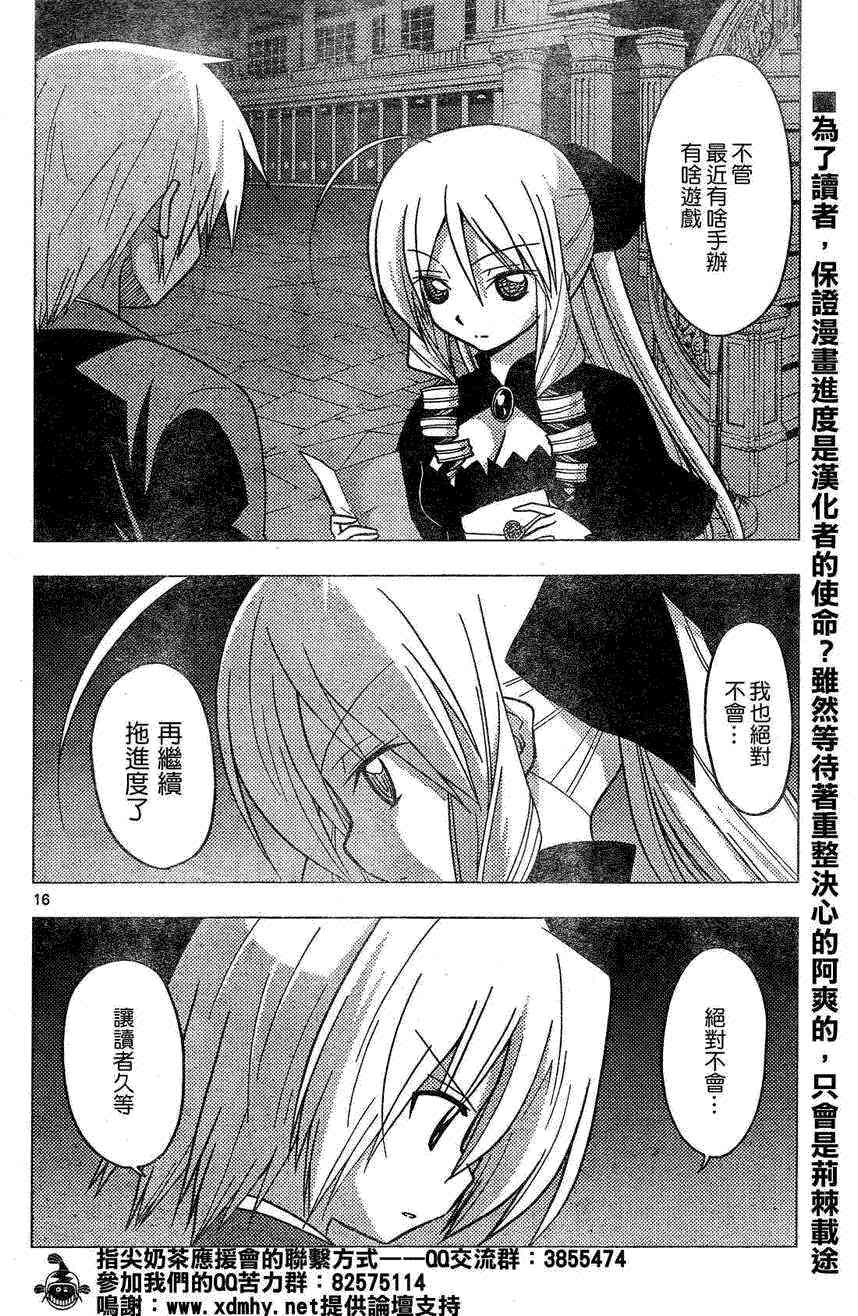 不管
最近有啥手辦
有啥遊戲
我也絕對
不會…
再繼續
拖進度了
16
絕對不會…
讓讀者久等
■為了讀者，保證漫畫進度是漢化者的使命？雖然等待著重整決心的阿爽的，只會是荆棘載途
指尖奶茶應援會的聯繫方式——QQ交流群：3855474
參加我們的QQ苦力群：82575114
鳴謝：www.xdmhy.net提供論壇支持